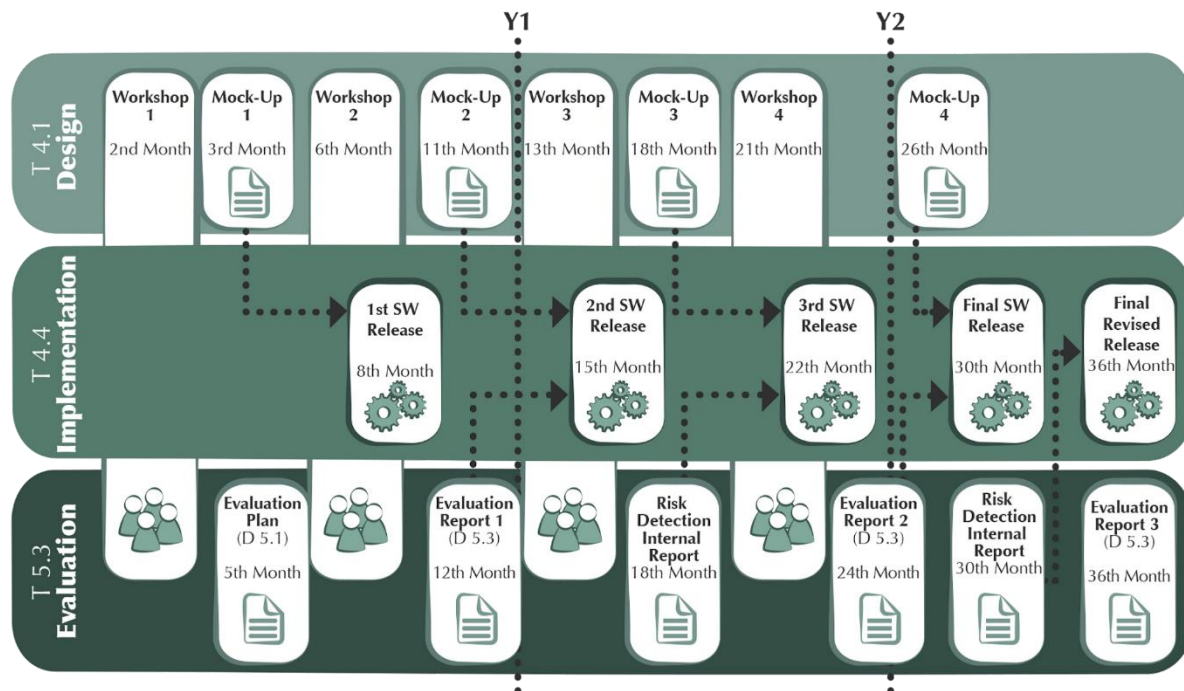 Y1
Y2
T 4.1
Design
Workshop
1
2nd Month
Mock-Up
1
3rd Month
Workshop
2
6th Month
Mock-Up
2
11th Month
Workshop
3
13th Month
Mock-Up
3
18th Month
Workshop
4
21th Month
Mock-Up
4
26th Month
T 4.4
Implementation
1st SW
Release
8th Month
2nd SW
Release
15th Month
3rd SW
Release
22th Month
Final SW
Release
30th Month
Final
Revised
Release
36th Month
T 5.3
Evaluation
Evaluation
Plan
(D 5.1)
5th Month
Evaluation
Report 1
(D 5.3)
12th Month
Risk
Detection
Internal
Report
18th Month
Evaluation
Report 2
(D 5.3)
24th Month
Risk
Detection
Internal
Report
30th Month
Evaluation
Report 3
(D 5.3)
36th Month